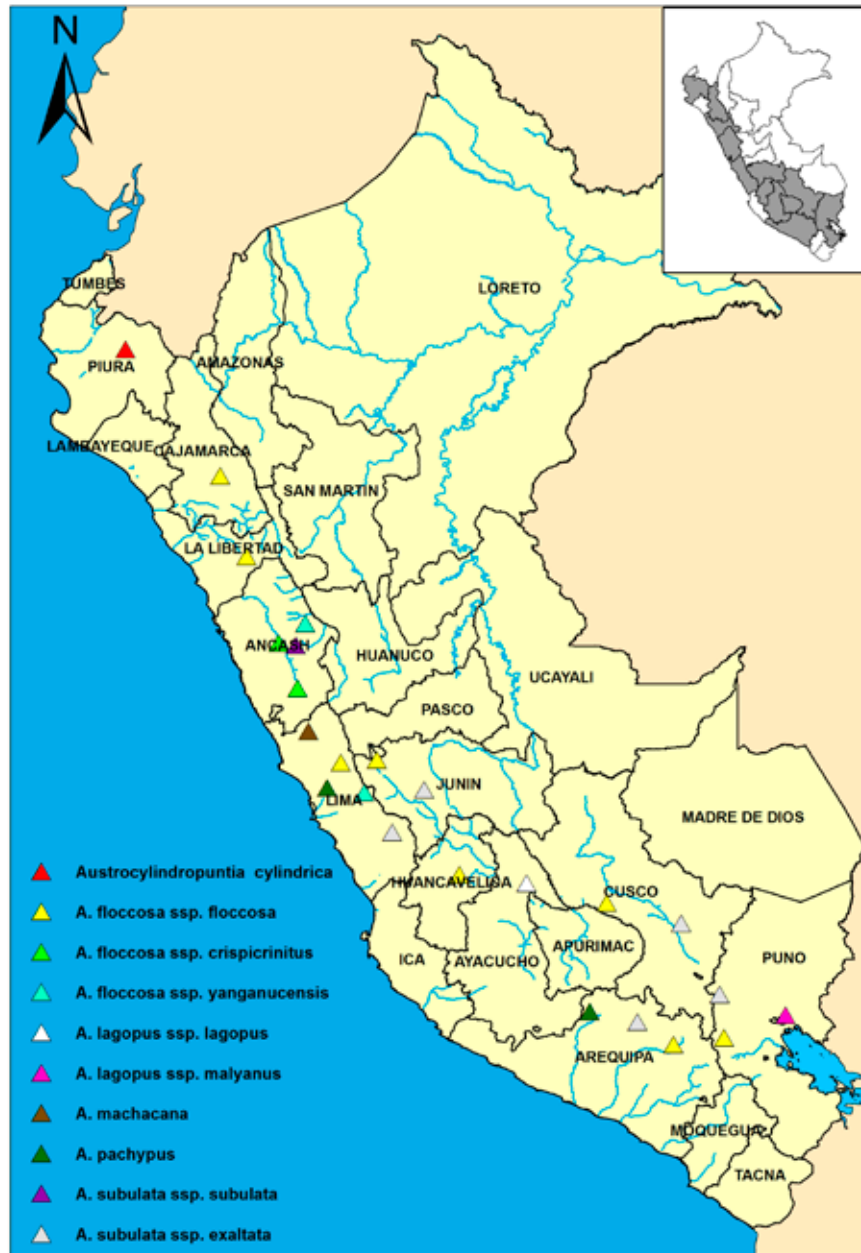 N
TUMBES
LORETO
PIURA
AMAZONAS
LAMBAYEQUE
CAJAMARCA
SAN MARTIN
LA LIBERTAD
ANCASH
HUANUCO
UCAYALI
PASCO
JUNIN
LIMA
MADRE DE DIOS
HUANCAVELISA
CUSCO
ICA
AYACUCHO
APURIMAC
PUNO
AREQUIPA
MOQUEGUA
TACNA
Austrocylindropuntia cylindrica
A. floccosa ssp. floccosa
A. floccosa ssp. crispicrinitus
A. floccosa ssp. yanganucensis
A. lagopus ssp. lagopus
A. lagopus ssp. malyanus
A. machacana
A. pachypus
A. subulata ssp. subulata
A. subulata ssp. exaltata